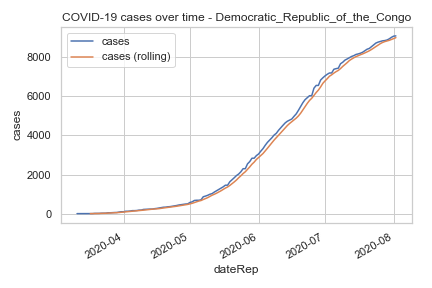 COVID-19 cases over time - Democratic_Republic_of_the_Congo
cases
cases (rolling)
8000
6000
4000
2000
0
cases
2020-04
2020-05
2020-06
2020-07
2020-08
dateRep